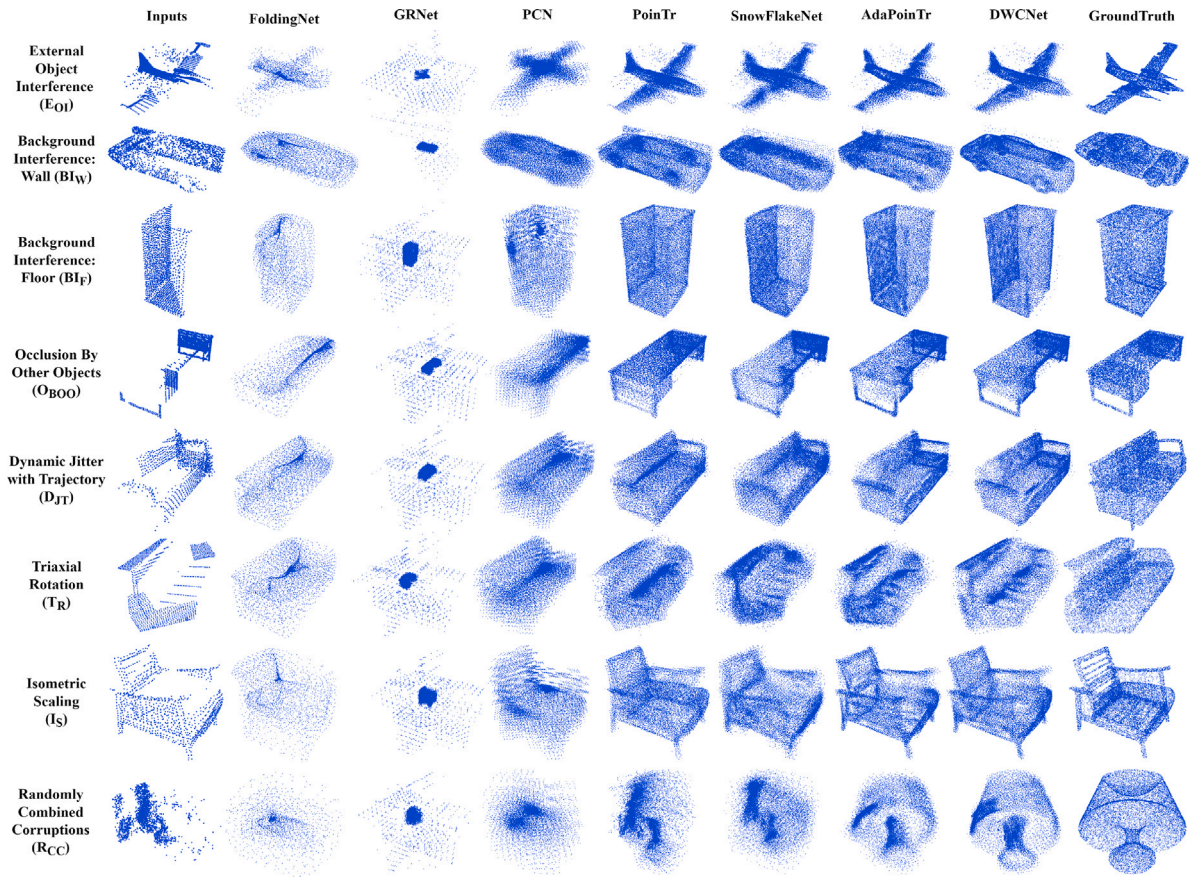 Inputs FoldingNet GRNet PCN PoinTr SnowFlakeNet AdaPoinTr DWCNet GroundTruth
External
Object
Interference
(EOI)
Background
Interference:
Wall (BIW)
Background
Interference:
Floor (BIF)
Occlusion By
Other Objects
(OBOO)
Dynamic Jitter
with Trajectory
(DJT)
Triaxial
Rotation
(TR)
Isometric
Scaling
(IS)
Randomly
Combined
Corruptions
(RCC)